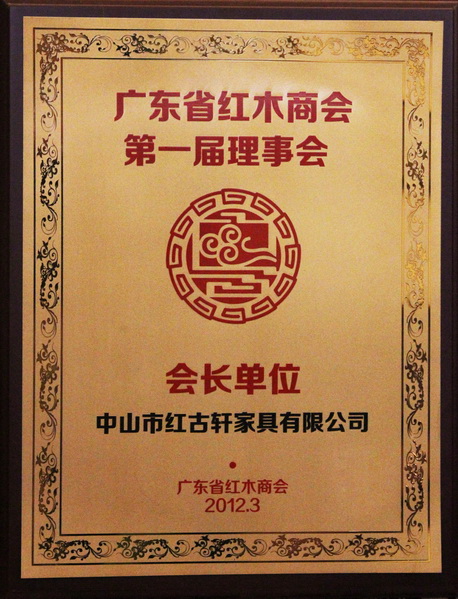 广东省红木商会
第一届理事会
会长单位
中山市红古轩家具有限公司
广东省红木商会
2012.3